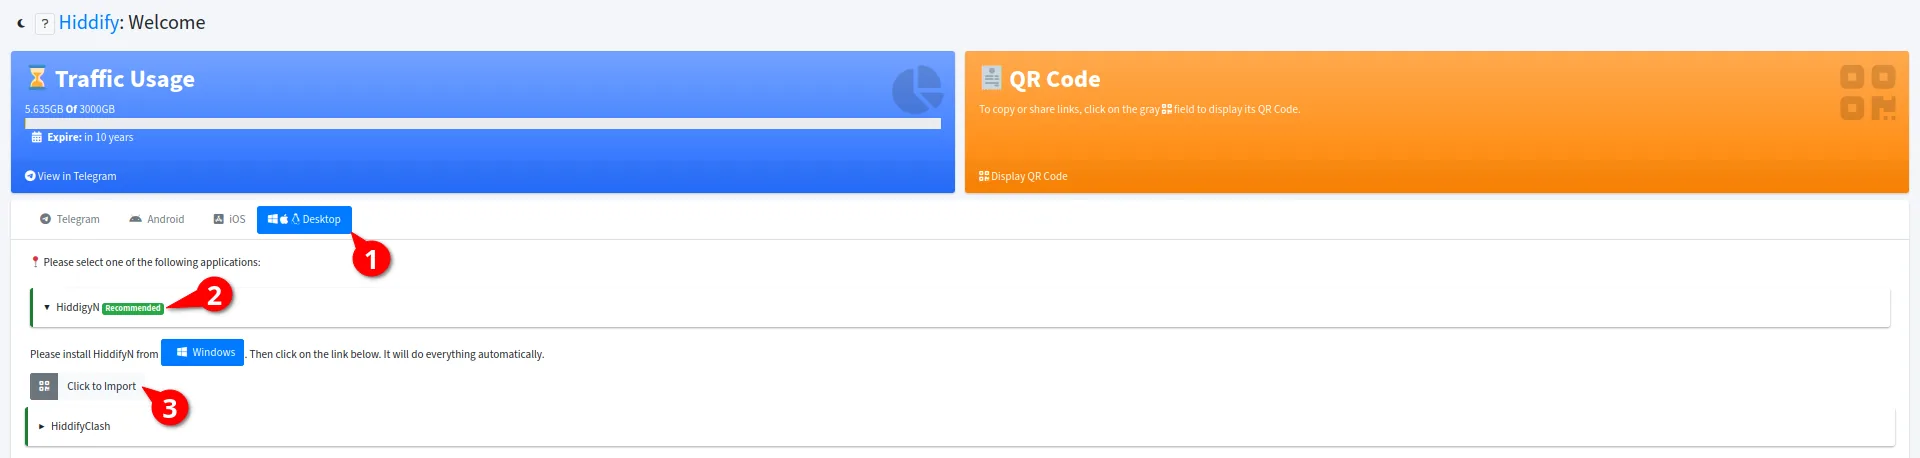 ? Hiddify: Welcome
Traffic Usage
5.635GB Of 3000GB
Expire: in 10 years
View in Telegram
QR Code
To copy or share links, click on the gray field to display its QR Code.
Display QR Code
Telegram Android iOS Desktop
1
Please select one of the following applications:
2
HiddigyN Recommended
Please install HiddifyN from Windows . Then click on the link below. It will do everything automatically.
Click to Import
3
HiddifyClash